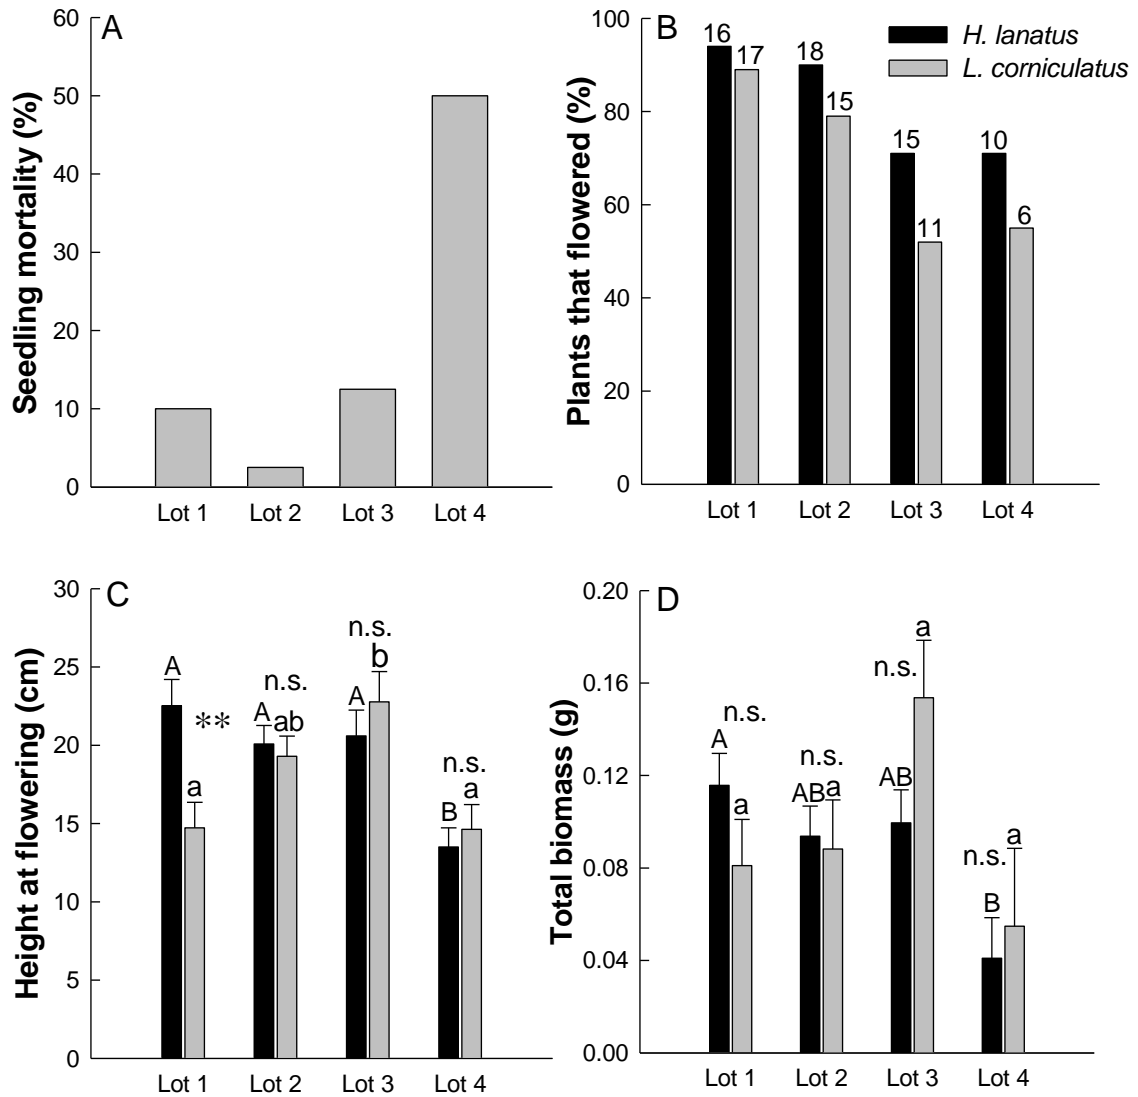 A
Seedling mortality (%)
60
50
40
30
20
10
0
Lot 1 Lot 2 Lot 3 Lot 4
B
H. lanatus
L. corniculatus
Plants that flowered (%)
100
80
60
40
20
0
16 17 18 15 15 11 10 6
Lot 1 Lot 2 Lot 3 Lot 4
C
Height at flowering (cm)
30
25
20
15
10
5
0
A ** a
n.s.
A ab
n.s.
A b
n.s.
B a
Lot 1 Lot 2 Lot 3 Lot 4
D
Total biomass (g)
0.20
0.16
0.12
0.08
0.04
0.00
n.s.
A a
n.s.
AB a
n.s.
AB a
n.s.
B a
Lot 1 Lot 2 Lot 3 Lot 4